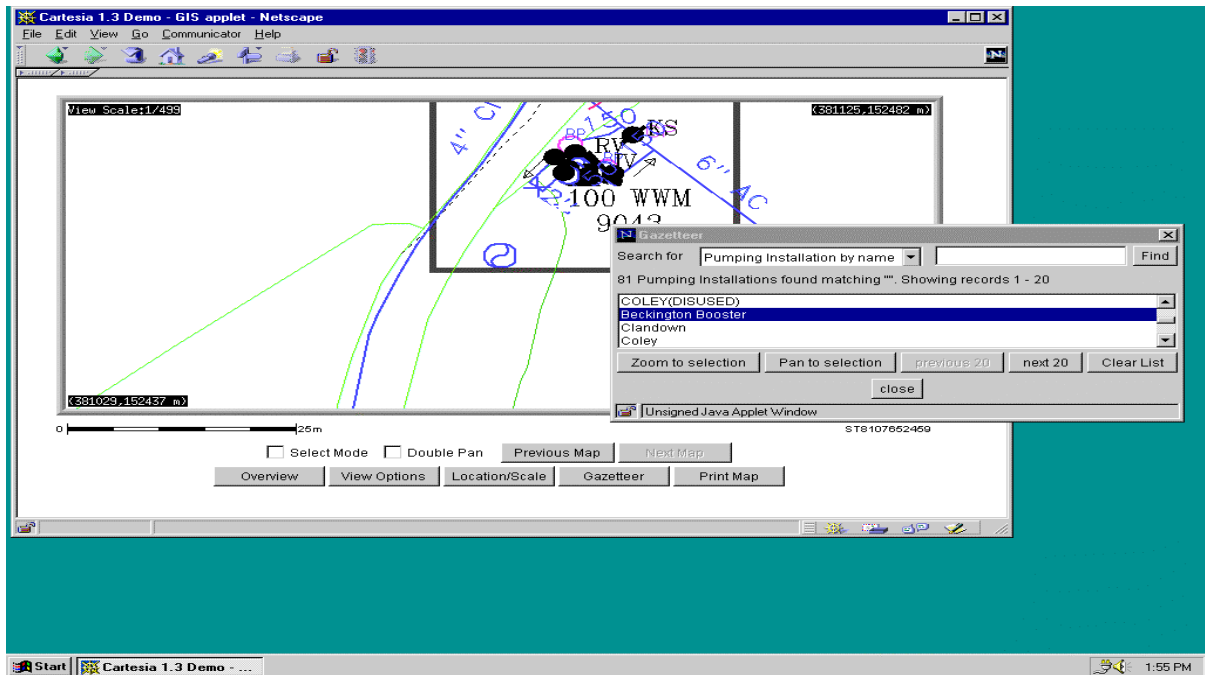 Cartesia 1.3 Demo - GIS applet - Netscape
File Edit View Go Communicator Help
View Scale:1/499
(381125,152482 m)
4" CI
150
BP
KS
RV
6" AC
100 WWM
9043
Gazetteer
Search for Pumping Installation by name Find
81 Pumping Installations found matching "". Showing records 1 - 20
COLEY(DISUSED)
Beckington Booster
Clandown
Coley
Zoom to selection Pan to selection previous 20 next 20 Clear List
close
Unsigned Java Applet Window
(381029,152437 m)
0 25m ST8107652459
Select Mode Double Pan Previous Map Next Map
Overview View Options Location/Scale Gazetteer Print Map
Start Cartesia 1.3 Demo - ... 1:55 PM